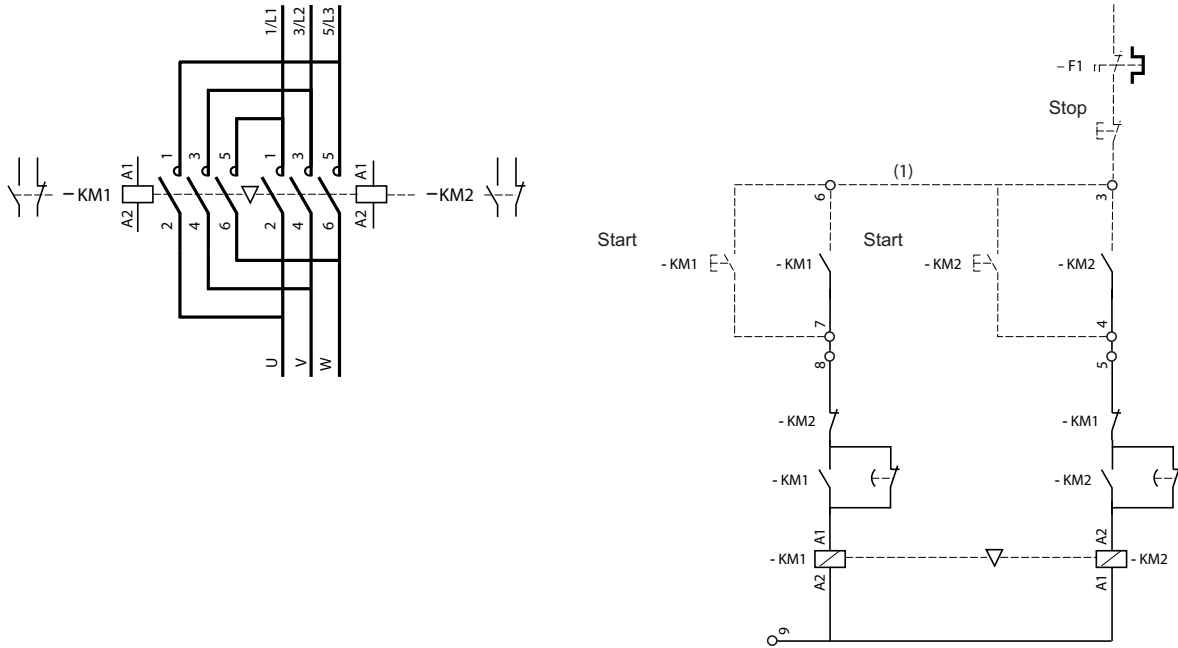 1/L1 3/L2 5/L3
1 3 5 1 3 5
A1 A1
–KM1 –KM2
A2 A2
2 4 6 2 4 6
U V W
– F1
Stop
(1)
6 3
Start Start
- KM1 - KM1 - KM2 - KM2
7 4
8 5
- KM2 - KM1
- KM1 - KM2
A1 A2
- KM1 - KM2
A2 A1
9